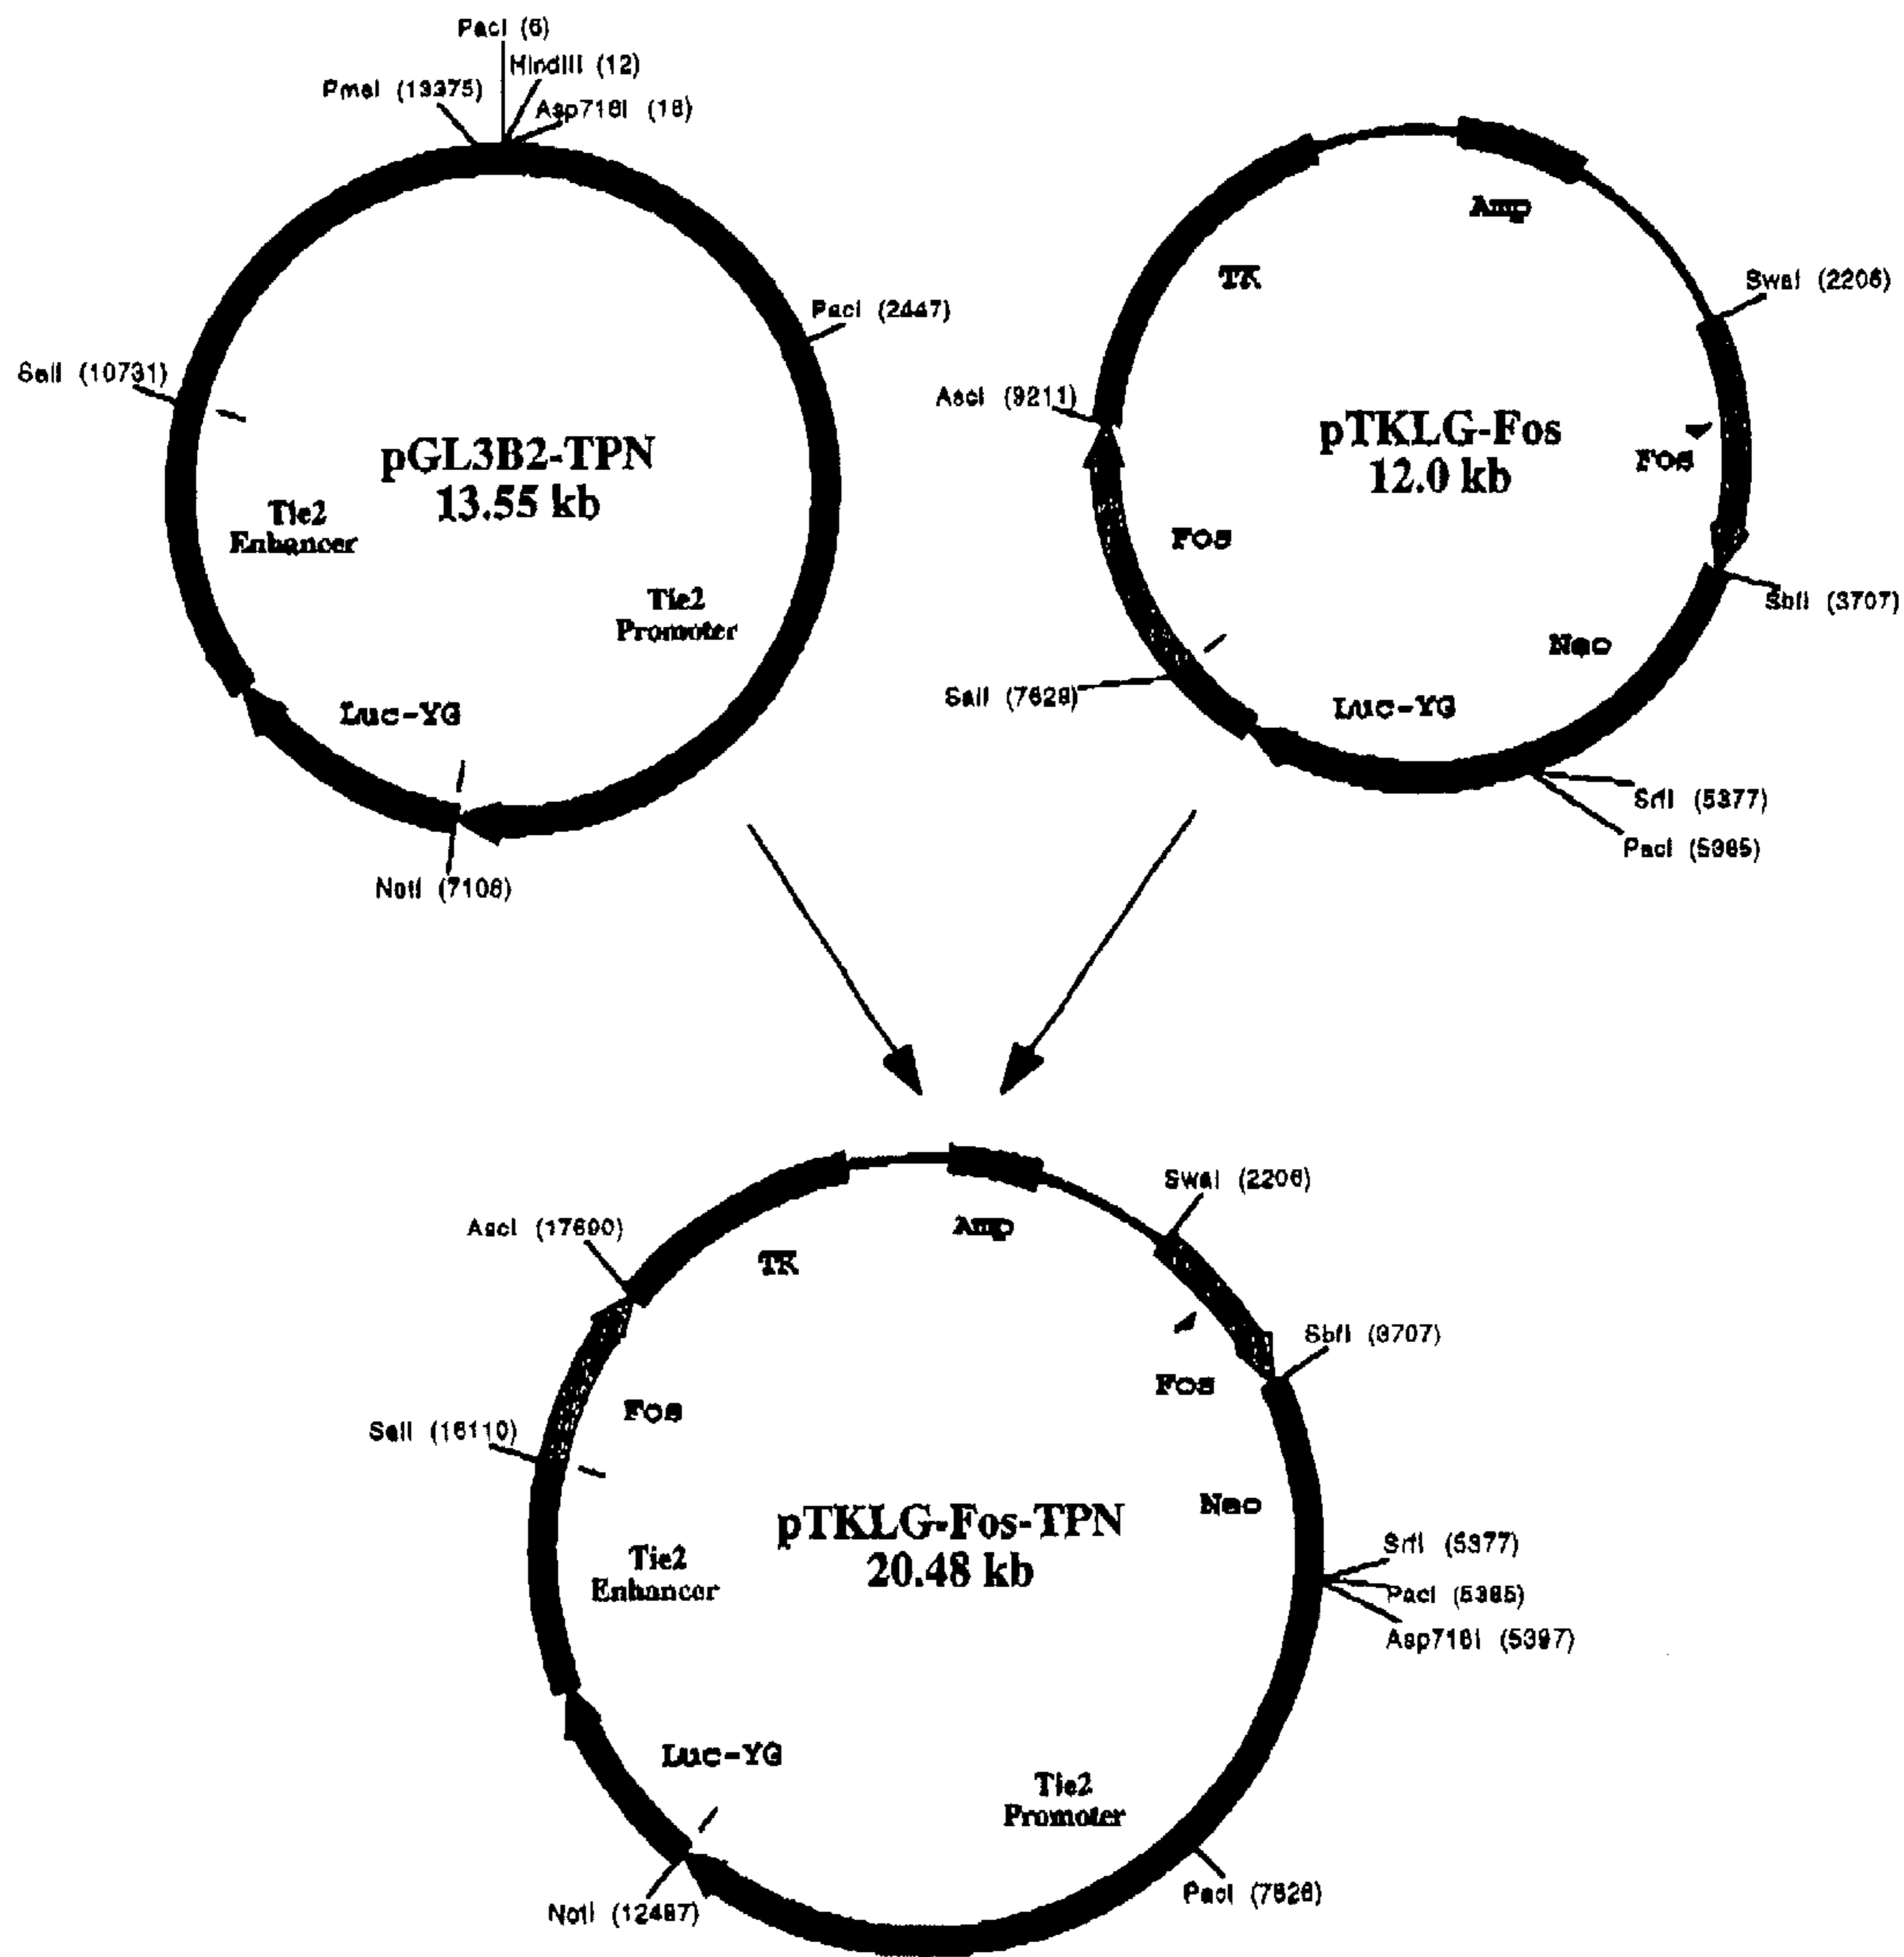 PacI (6)
HindIII (12)
PmeI (13375)
Asp718I (18)
PacI (2447)
SalI (10731)
pGL3B2-TPN
13.55 kb
Tie2
Enhancer
Tie2
Promoter
Luc-YG
NotI (7108)
Amp
TK
SwaI (2206)
AscI (9211)
pTKLG-Fos
12.0 kb
Fos
Fos
SbfI (3707)
Neo
SalI (7628)
Luc-YG
SrfI (5377)
PacI (5385)
SwaI (2206)
AscI (17690)
Amp
TK
SbfI (3707)
Fos
Fos
SalI (16110)
Neo
pTKLG-Fos-TPN
20.48 kb
SrfI (5377)
Tie2
Enhancer
PacI (5385)
Asp718I (5397)
Luc-YG
Tie2
Promoter
PacI (7826)
NotI (12487)